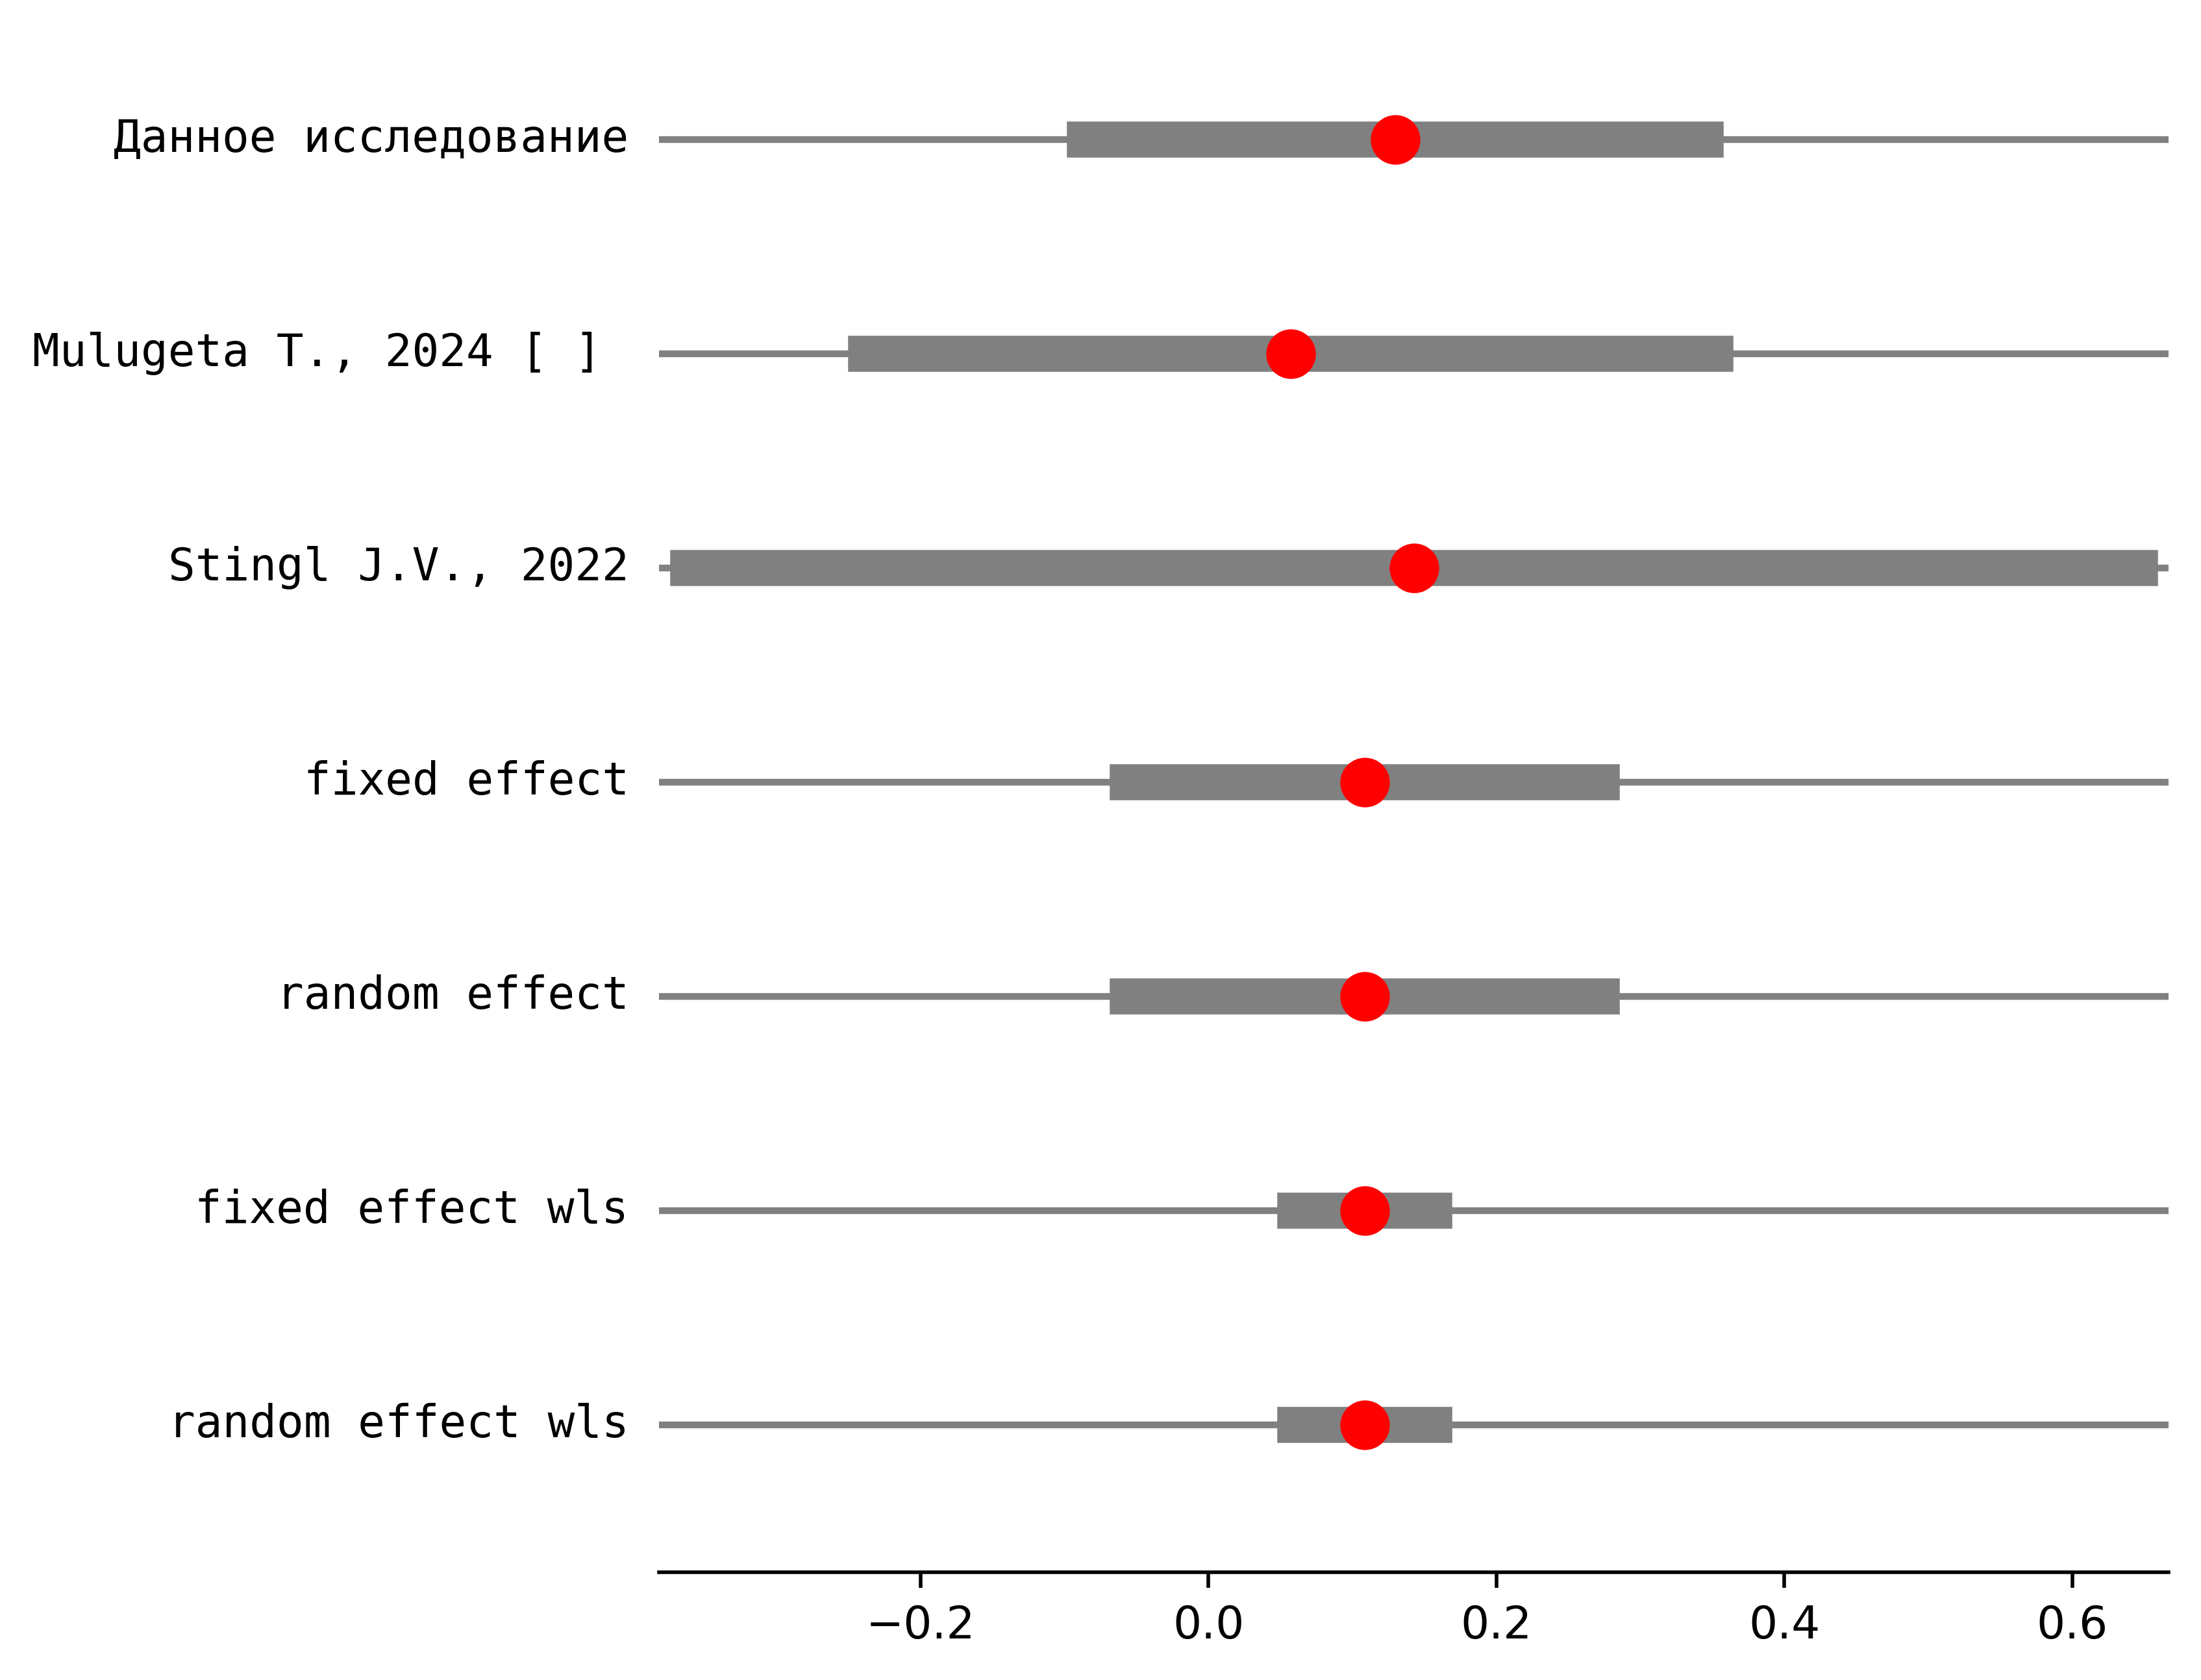 Данное исследование
Mulugeta T., 2024 [ ]
Stingl J.V., 2022
fixed effect
random effect
fixed effect wls
random effect wls
−0.2 0.0 0.2 0.4 0.6